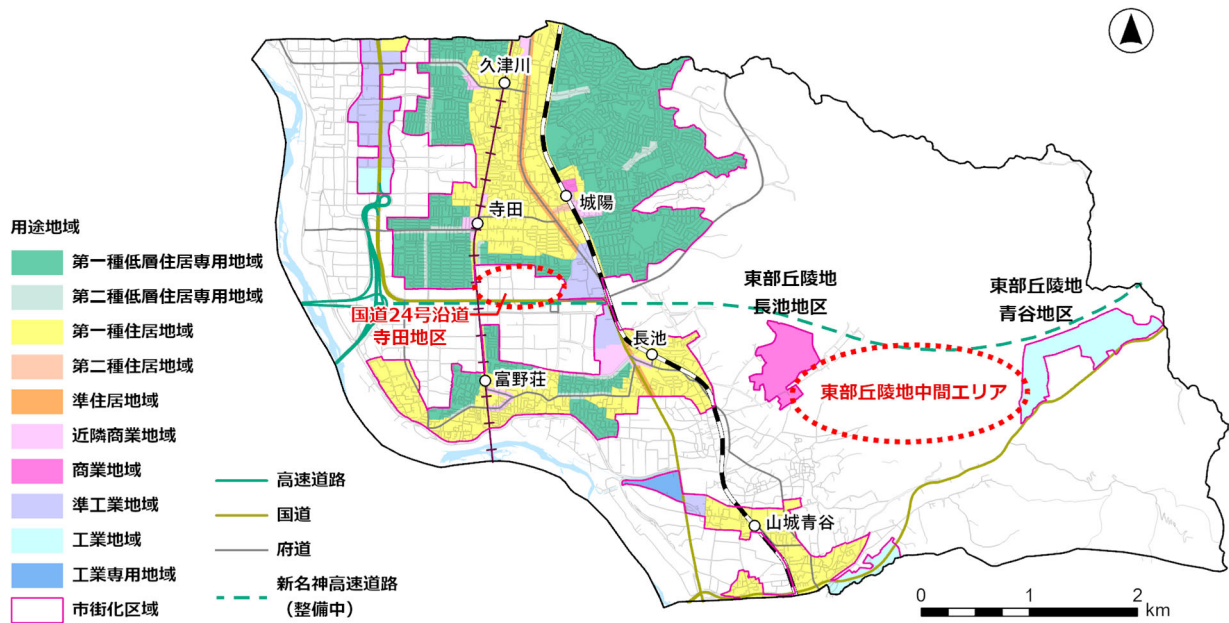 久津川
城陽
寺田
国道24号沿道
寺田地区
長池
富野荘
山城青谷
東部丘陵地
長池地区
東部丘陵地
青谷地区
東部丘陵地中間エリア
用途地域
第一種低層住居専用地域
第二種低層住居専用地域
第一種住居地域
第二種住居地域
準住居地域
近隣商業地域
商業地域
準工業地域
工業地域
工業専用地域
市街化区域
高速道路
国道
府道
新名神高速道路
（整備中）
0 1 2
km